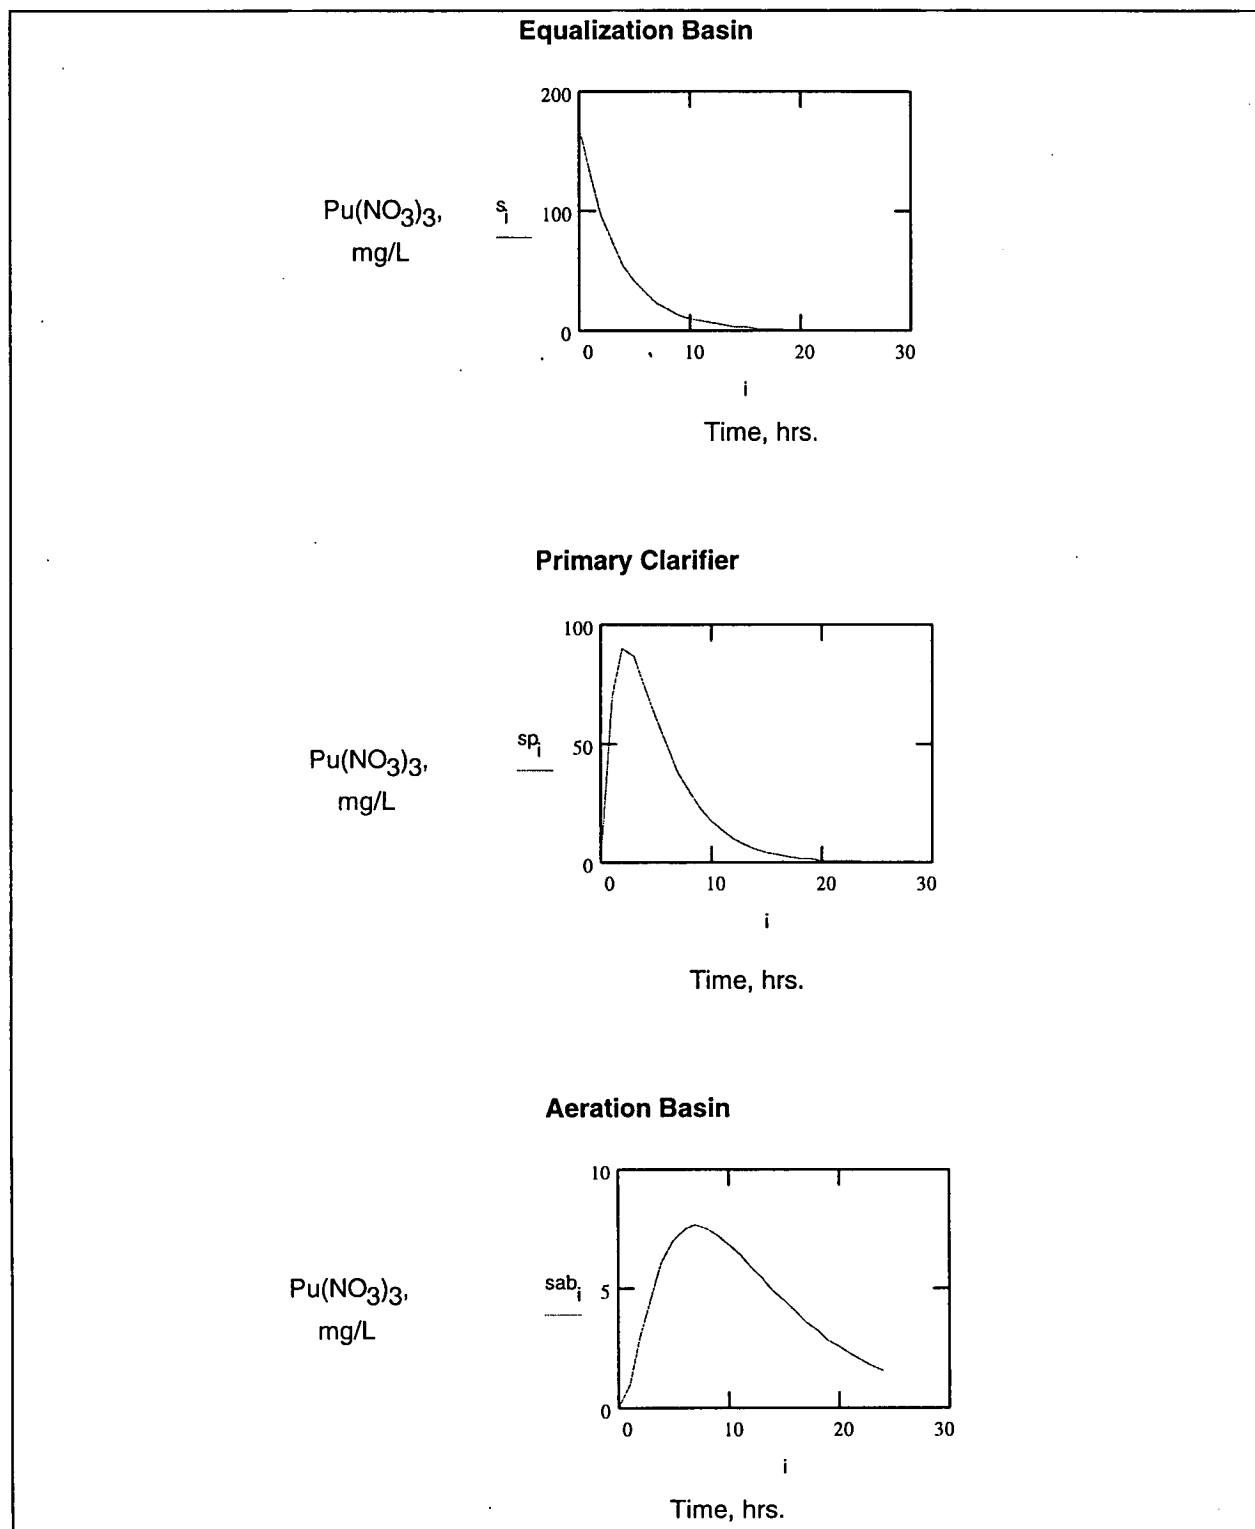 Equalization Basin
200
100
0
Pu(NO3)3,
mg/L
si
0 10 20 30
i
Time, hrs.
Primary Clarifier
100
50
0
Pu(NO3)3,
mg/L
spi
0 10 20 30
i
Time, hrs.
Aeration Basin
10
5
0
Pu(NO3)3,
mg/L
sabi
0 10 20 30
i
Time, hrs.